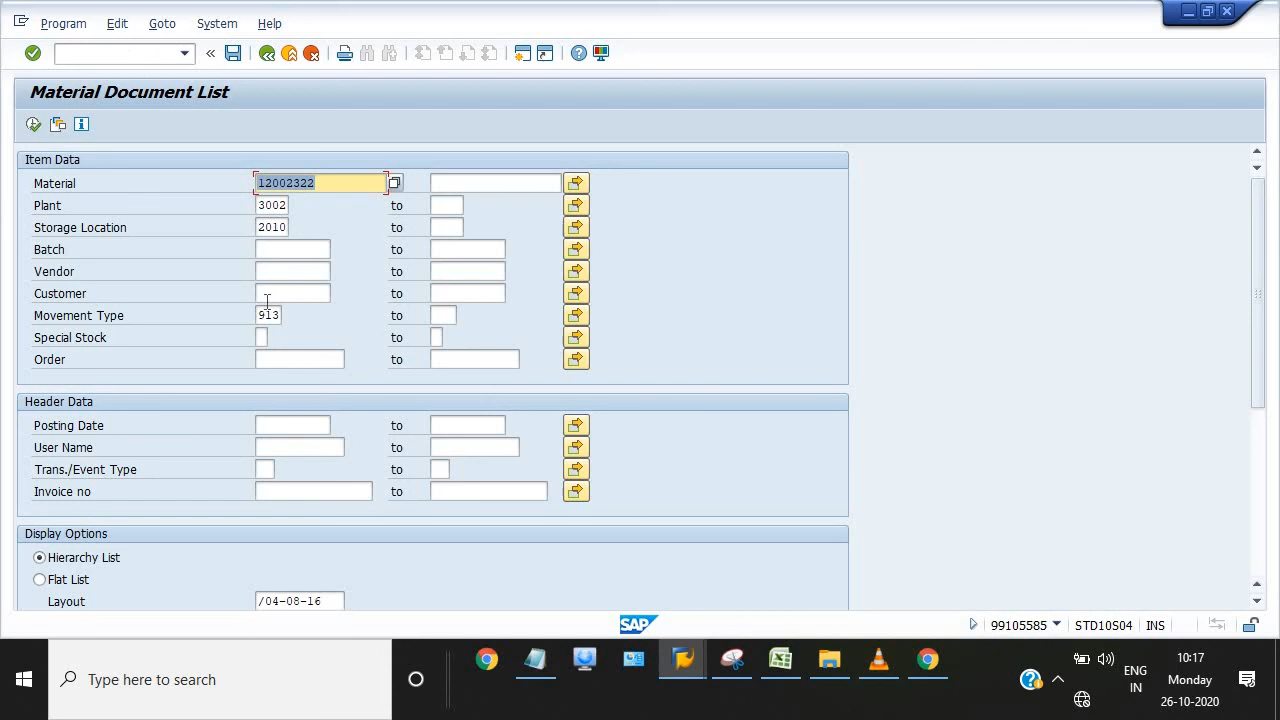 Program Edit Goto System Help
Material Document List
Item Data
Material 12002322
Plant 3002 to
Storage Location 2010 to
Batch to
Vendor to
Customer to
Movement Type 913 to
Special Stock to
Order to
Header Data
Posting Date to
User Name to
Trans./Event Type to
Invoice no to
Display Options
Hierarchy List
Flat List
Layout /04-08-16
SAP 99105585 STD10S04 INS
Type here to search
ENG
IN
10:17
Monday
26-10-2020